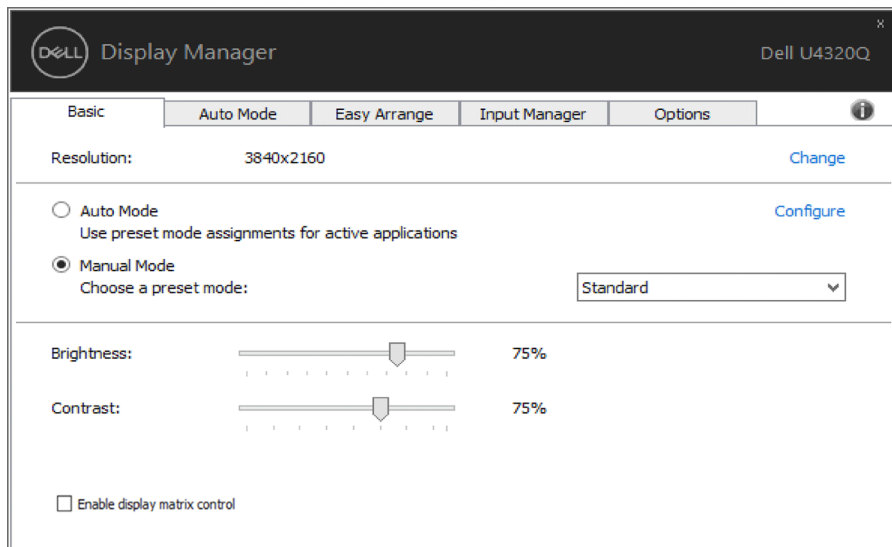 x
DELL Display Manager Dell U4320Q
Basic Auto Mode Easy Arrange Input Manager Options i
Resolution: 3840x2160 Change
Auto Mode Configure
Use preset mode assignments for active applications
Manual Mode
Choose a preset mode: Standard
Brightness: 75%
Contrast: 75%
Enable display matrix control